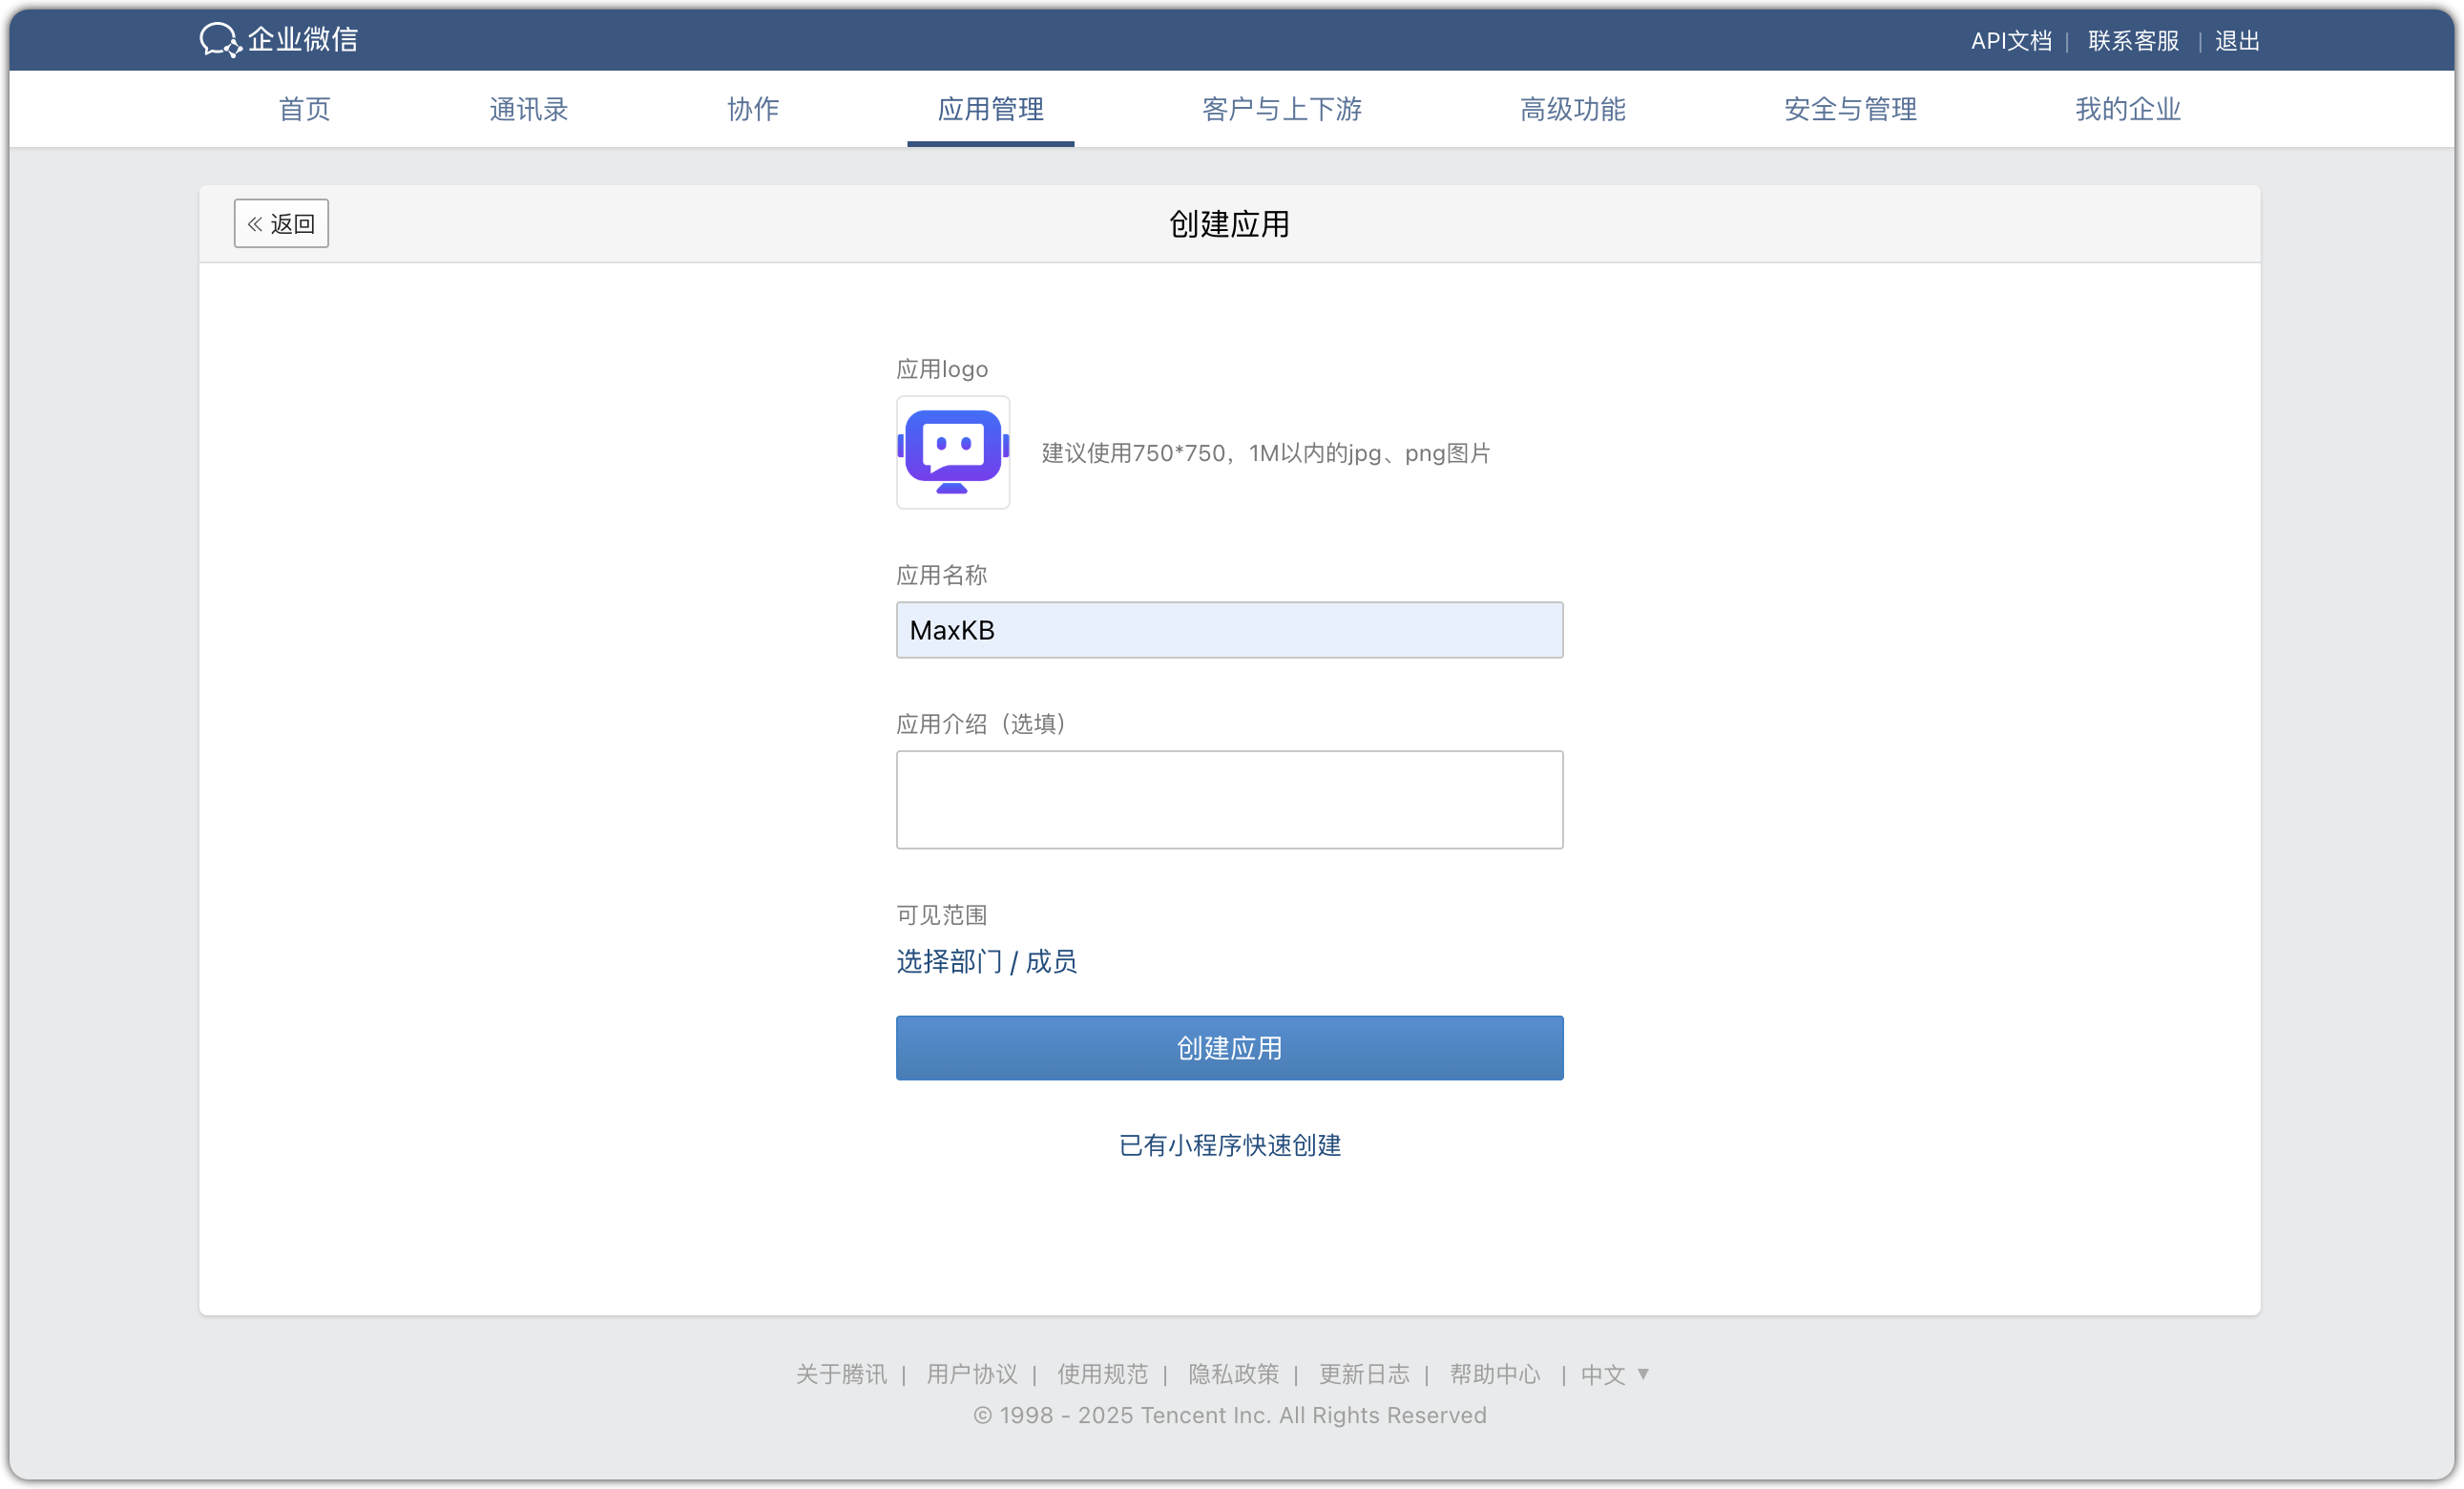 企业微信
API文档 | 联系客服 | 退出
首页 通讯录 协作 应用管理 客户与上下游 高级功能 安全与管理 我的企业
« 返回
创建应用
应用logo
建议使用750*750，1M以内的jpg、png图片
应用名称
MaxKB
应用介绍（选填）
可见范围
选择部门 / 成员
创建应用
已有小程序快速创建
关于腾讯 | 用户协议 | 使用规范 | 隐私政策 | 更新日志 | 帮助中心 | 中文 ▼
© 1998 - 2025 Tencent Inc. All Rights Reserved